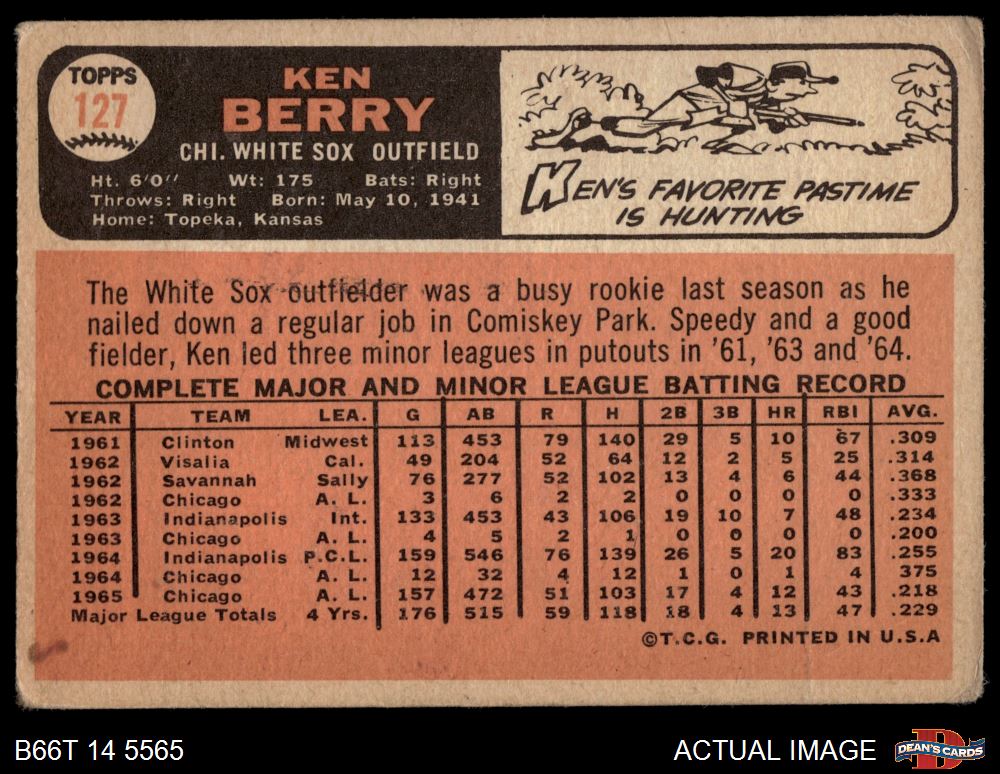 TOPPS
127
KEN
BERRY
CHI. WHITE SOX OUTFIELD
Ht. 6'0" Wt: 175 Bats: Right
Throws: Right Born: May 10, 1941
Home: Topeka, Kansas
KEN'S FAVORITE PASTIME
IS HUNTING
The White Sox outfielder was a busy rookie last season as he
nailed down a regular job in Comiskey Park. Speedy and a good
fielder, Ken led three minor leagues in putouts in '61, '63 and '64.
COMPLETE MAJOR AND MINOR LEAGUE BATTING RECORD
YEAR TEAM LEA. G AB R H 2B 3B HR RBI AVG.
1961 Clinton Midwest 113 453 79 140 29 5 10 67 .309
1962 Visalia Cal. 49 204 52 64 12 2 5 25 .314
1962 Savannah Sally 76 277 52 102 13 4 6 44 .368
1962 Chicago A. L. 3 6 2 2 0 0 0 0 .333
1963 Indianapolis Int. 133 453 43 106 19 10 7 48 .234
1963 Chicago A. L. 4 5 2 1 0 0 0 0 .200
1964 Indianapolis P.C.L. 159 546 76 139 26 5 20 83 .255
1964 Chicago A. L. 12 32 4 12 1 0 1 4 375
1965 Chicago A. L. 157 472 51 103 17 4 12 43 .218
Major League Totals 4 Yrs. 176 515 59 118 18 4 13 47 .229
©T.C.G. PRINTED IN U.S.A
B66T 14 5565
ACTUAL IMAGE
DEAN'S CARDS